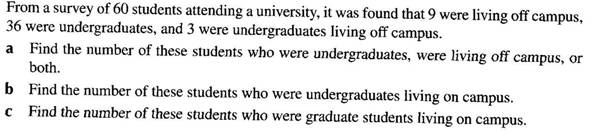 From a survey of 60 students attending a university, it was found that 9 were living off campus,
36 were undergraduates, and 3 were undergraduates living off campus.
a Find the number of these students who were undergraduates, were living off campus, or
both.
b Find the number of these students who were undergraduates living on campus.
c Find the number of these students who were graduate students living on campus.